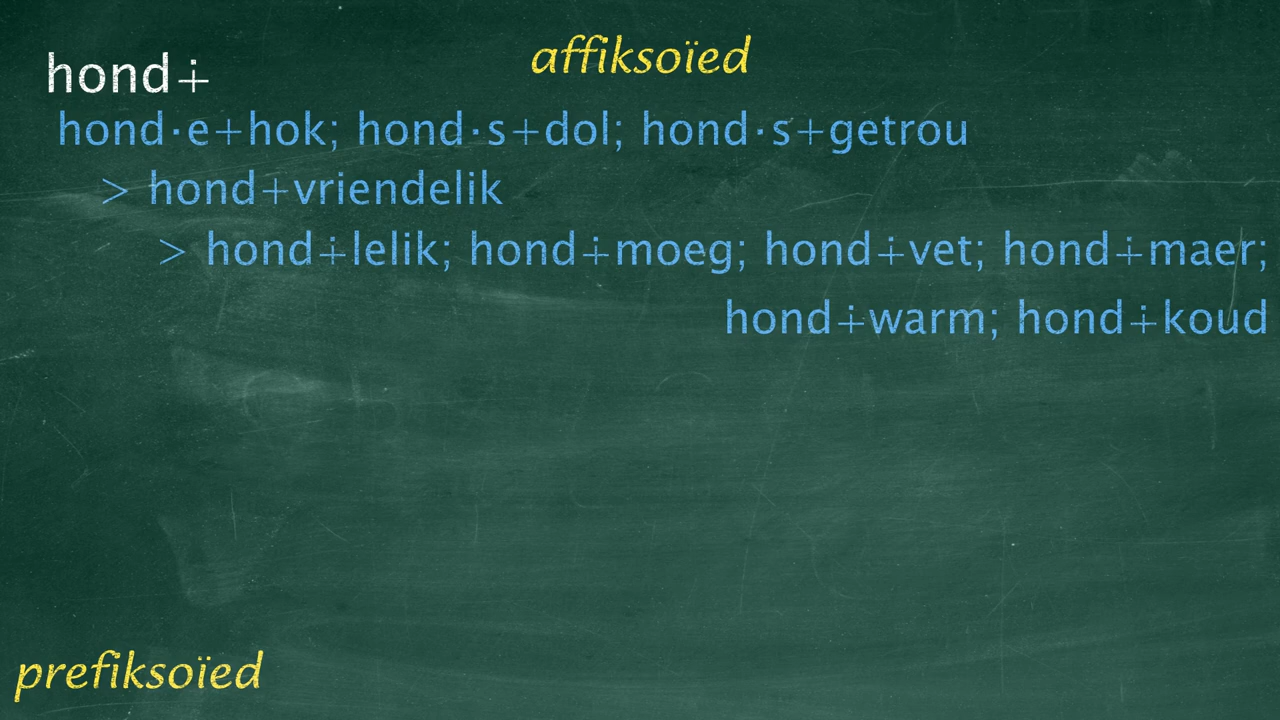 affiksoïed
hond∔
hond·e+hok; hond·s+dol; hond·s+getrou
> hond+vriendelik
> hond∔lelik; hond∔moeg; hond∔vet; hond∔maer;
hond∔warm; hond∔koud
prefiksoïed